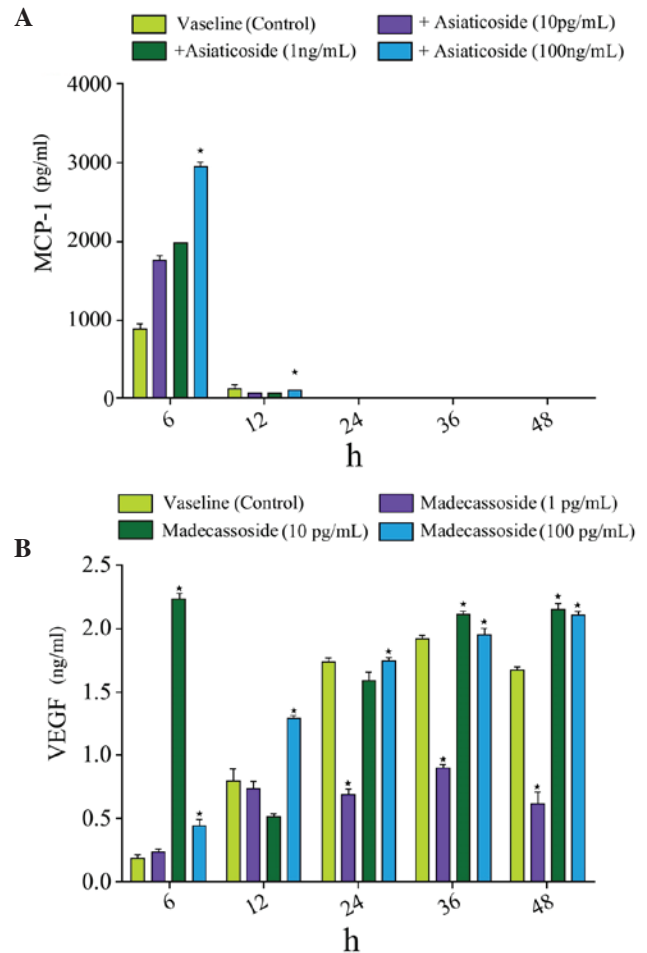 A
Vaseline (Control)
+ Asiaticoside (10pg/mL)
+Asiaticoside (1ng/mL)
+ Asiaticoside (100ng/mL)
4000
3000
2000
1000
0
MCP-1 (pg/ml)
*
*
6
12
24
36
48
h
B
Vaseline (Control)
Madecassoside (1 pg/mL)
Madecassoside (10 pg/mL)
Madecassoside (100 pg/mL)
2.5
2.0
1.5
1.0
0.5
0.0
VEGF (ng/ml)
*
*
*
*
*
*
*
*
*
*
*
6
12
24
36
48
h